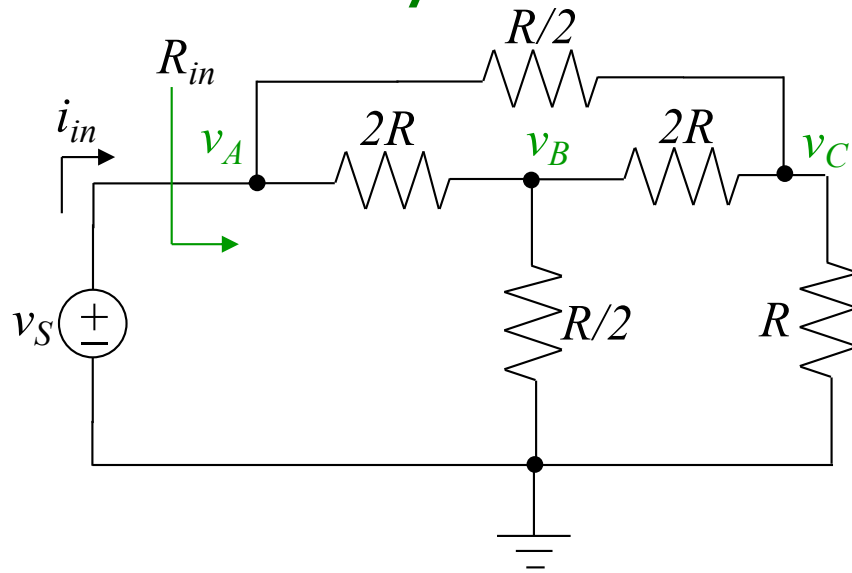 R/2
R_in
i_in
v_A
2R
v_B
2R
v_C
v_S
+
−
R/2
R